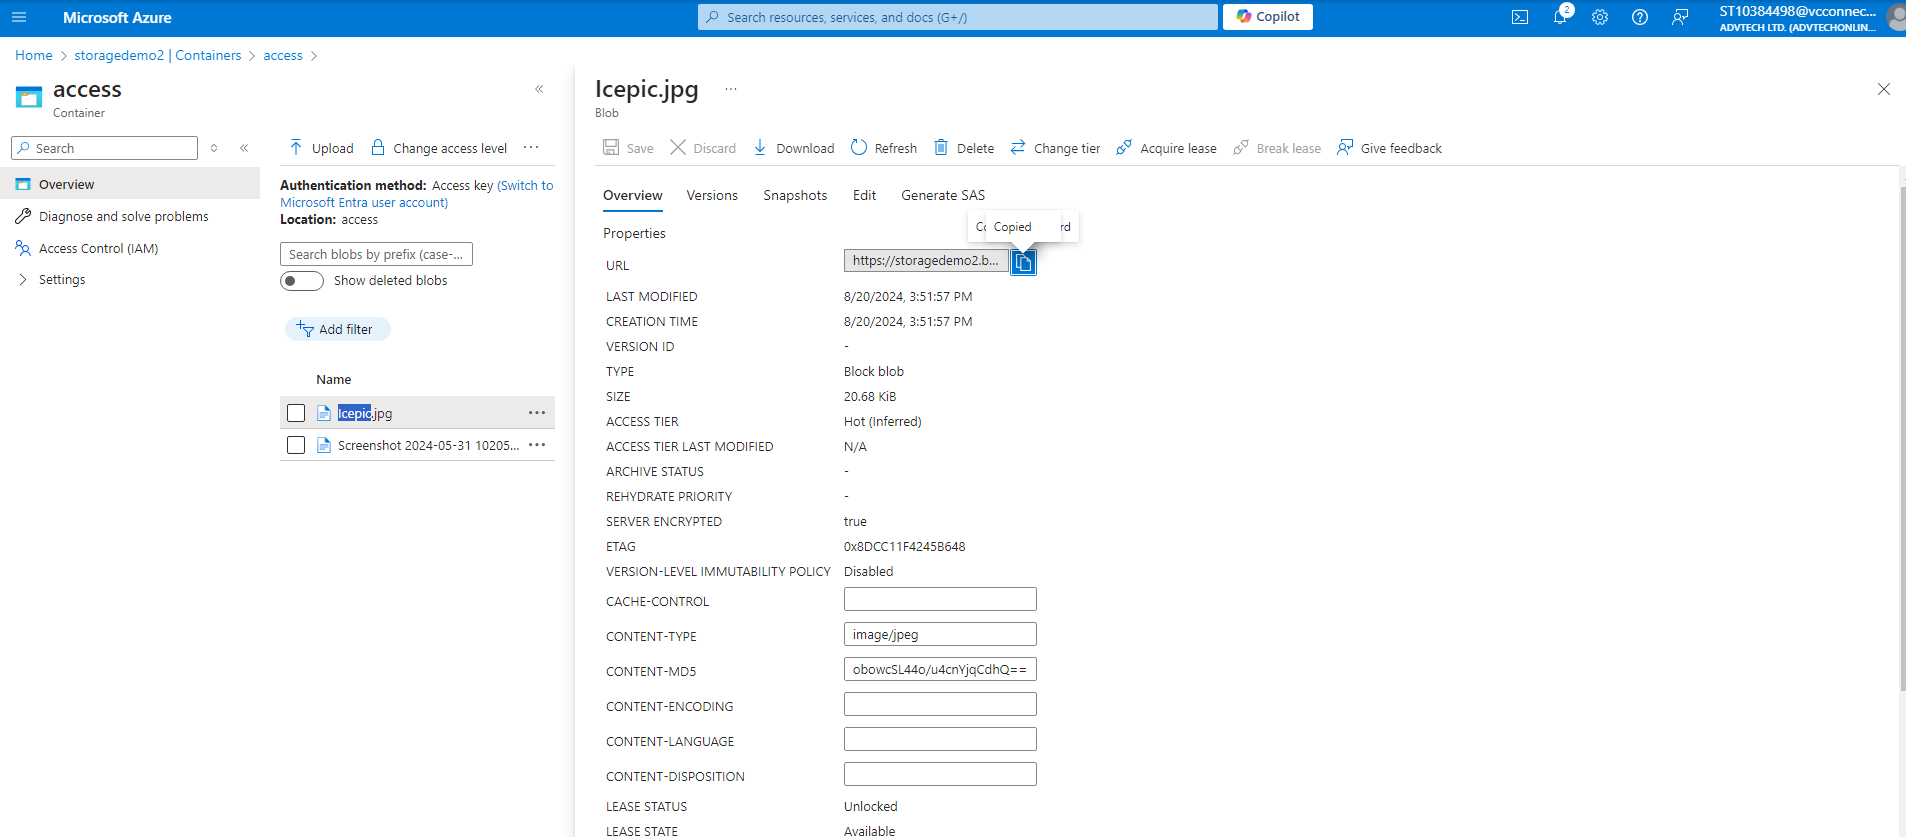 Microsoft Azure
Search resources, services, and docs (G+/)
Copilot
2
ST10384498@vcconnec...
ADVTECH LTD. (ADVTECHONLIN...
Home > storagedemo2 | Containers > access >
access
Container
Search
Overview
Diagnose and solve problems
Access Control (IAM)
Settings
Upload
Change access level
Authentication method: Access key (Switch to
Microsoft Entra user account)
Location: access
Search blobs by prefix (case-...
Show deleted blobs
Add filter
Name
Icepic.jpg
Screenshot 2024-05-31 10205...
Icepic.jpg
Blob
Save
Discard
Download
Refresh
Delete
Change tier
Acquire lease
Break lease
Give feedback
Overview
Versions
Snapshots
Edit
Generate SAS
Copied
Properties
URL https://storagedemo2.b...
LAST MODIFIED 8/20/2024, 3:51:57 PM
CREATION TIME 8/20/2024, 3:51:57 PM
VERSION ID -
TYPE Block blob
SIZE 20.68 KiB
ACCESS TIER Hot (Inferred)
ACCESS TIER LAST MODIFIED N/A
ARCHIVE STATUS -
REHYDRATE PRIORITY -
SERVER ENCRYPTED true
ETAG 0x8DCC11F4245B648
VERSION-LEVEL IMMUTABILITY POLICY Disabled
CACHE-CONTROL
CONTENT-TYPE image/jpeg
CONTENT-MD5 obowcSL44o/u4cnYjqCdhQ==
CONTENT-ENCODING
CONTENT-LANGUAGE
CONTENT-DISPOSITION
LEASE STATUS Unlocked
LEASE STATE Available